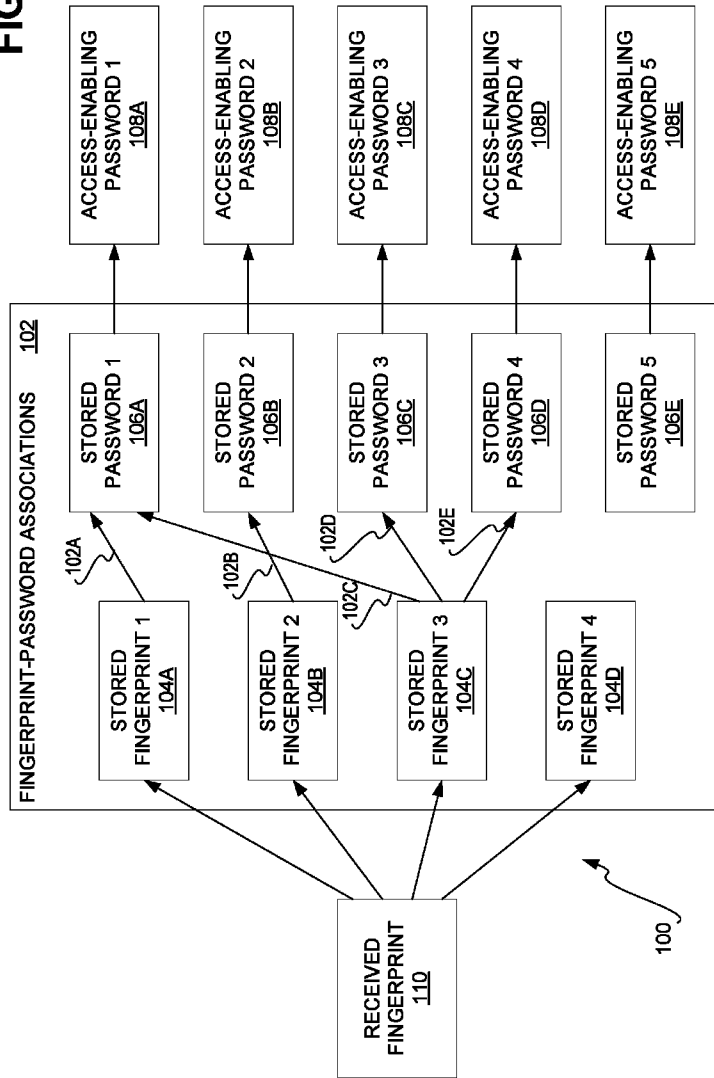 FIG
FINGERPRINT-PASSWORD ASSOCIATIONS
102
RECEIVED
FINGERPRINT
110
100
STORED
FINGERPRINT 1
104A
STORED
FINGERPRINT 2
104B
STORED
FINGERPRINT 3
104C
STORED
FINGERPRINT 4
104D
102A
102B
102C
102D
102E
STORED
PASSWORD 1
106A
STORED
PASSWORD 2
106B
STORED
PASSWORD 3
106C
STORED
PASSWORD 4
106D
STORED
PASSWORD 5
106E
ACCESS-ENABLING
PASSWORD 1
108A
ACCESS-ENABLING
PASSWORD 2
108B
ACCESS-ENABLING
PASSWORD 3
108C
ACCESS-ENABLING
PASSWORD 4
108D
ACCESS-ENABLING
PASSWORD 5
108E